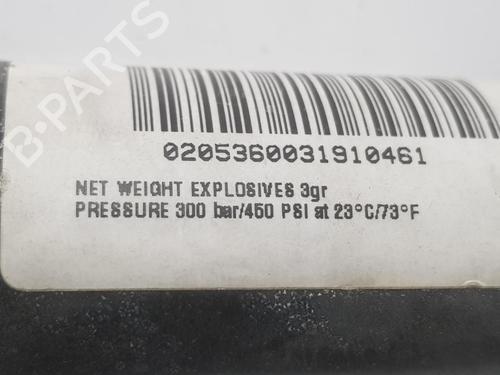 B-PARTS
0205360031910461
NET WEIGHT EXPLOSIVES 3gr
PRESSURE 300 bar/450 PSI at 23°C/73°F